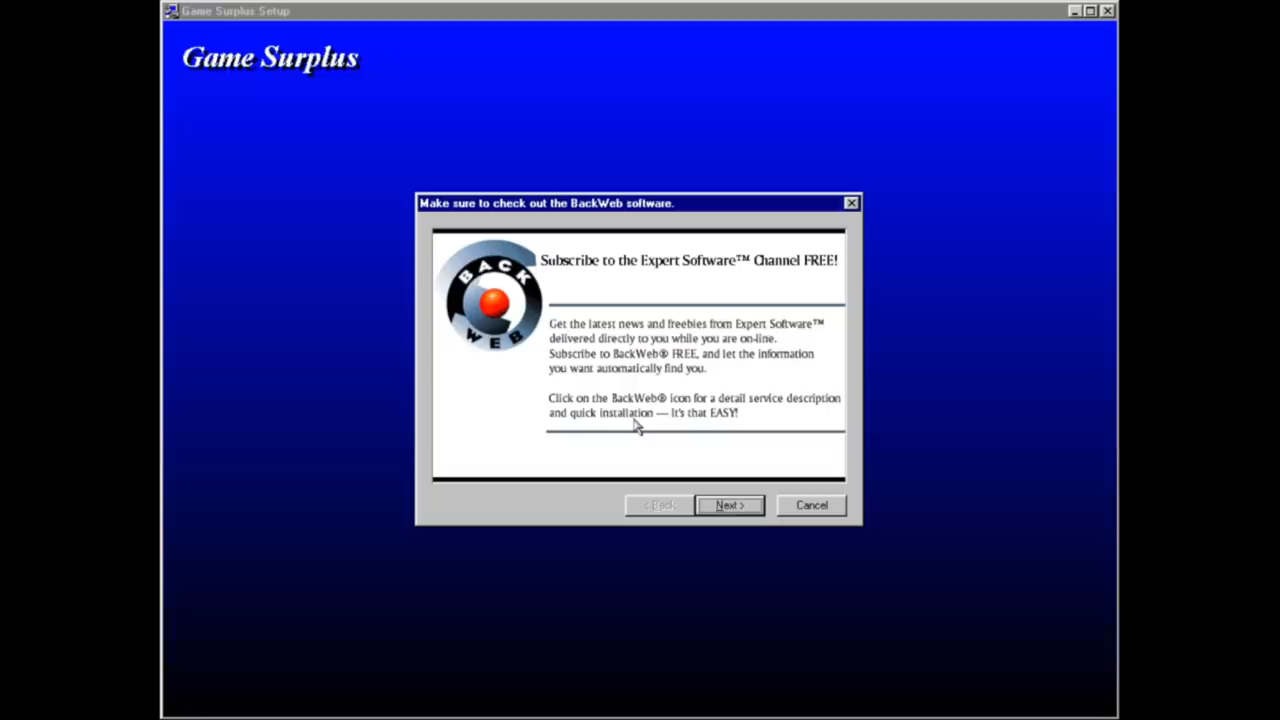 Game Surplus Setup
Game Surplus
Make sure to check out the BackWeb software.
BACK
WEB
Subscribe to the Expert Software™ Channel FREE!
Get the latest news and freebies from Expert Software™
delivered directly to you while you are on-line.
Subscribe to BackWeb® FREE, and let the information
you want automatically find you.
Click on the BackWeb® icon for a detail service description
and quick installation — It's that EASY!
< Back
Next >
Cancel